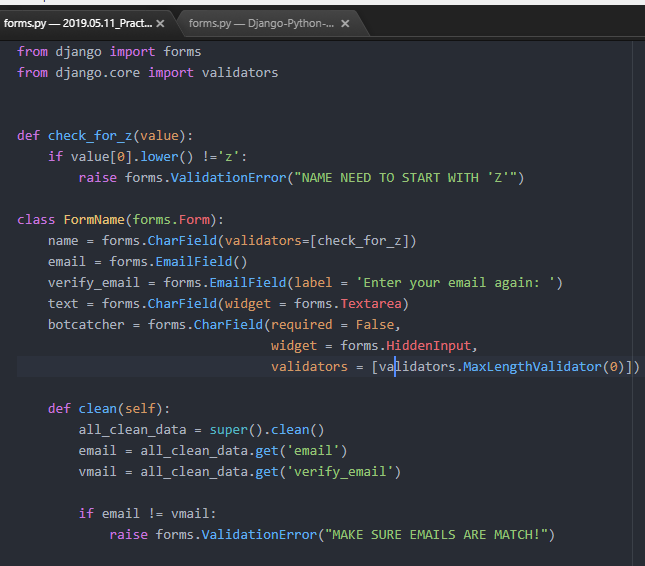 forms.py — 2019.05.11_Pract... ×
forms.py — Django-Python-... ×
from django import forms
from django.core import validators
def check_for_z(value):
    if value[0].lower() !='z':
        raise forms.ValidationError("NAME NEED TO START WITH 'Z'")
class FormName(forms.Form):
    name = forms.CharField(validators=[check_for_z])
    email = forms.EmailField()
    verify_email = forms.EmailField(label = 'Enter your email again: ')
    text = forms.CharField(widget = forms.Textarea)
    botcatcher = forms.CharField(required = False,
                                 widget = forms.HiddenInput,
                                 validators = [validators.MaxLengthValidator(0)])
    def clean(self):
        all_clean_data = super().clean()
        email = all_clean_data.get('email')
        vmail = all_clean_data.get('verify_email')
        if email != vmail:
            raise forms.ValidationError("MAKE SURE EMAILS ARE MATCH!")